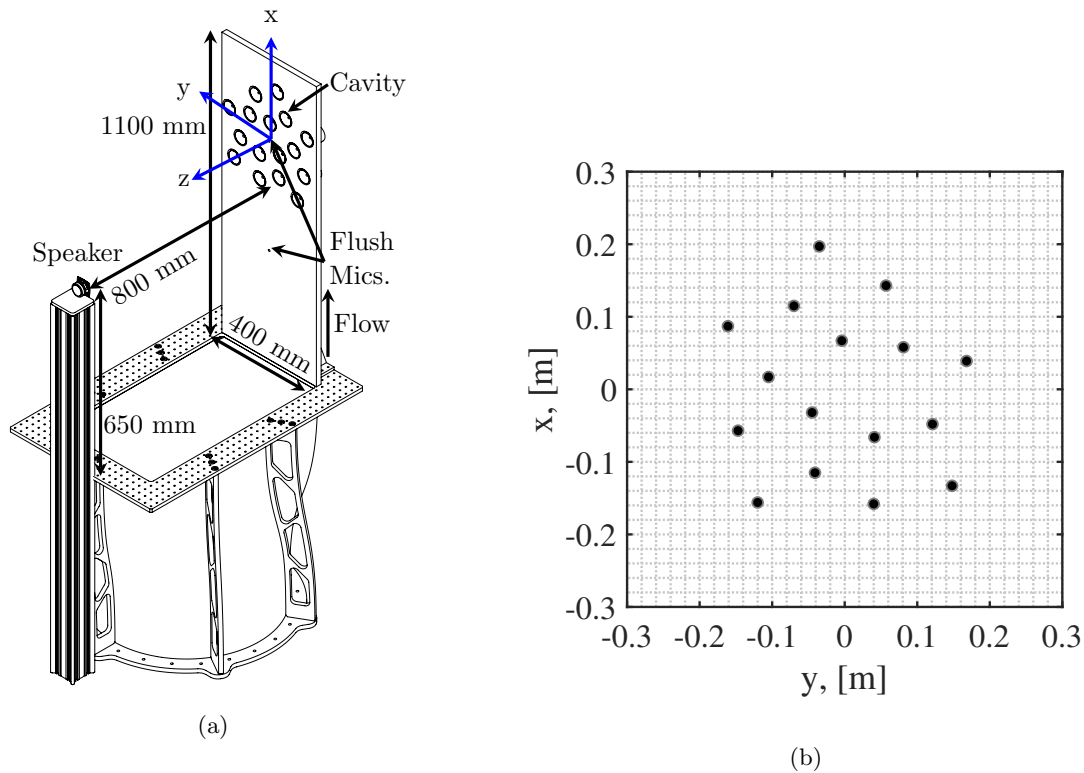 x
Cavity
y
1100 mm
z
Flush
Mics.
Speaker
800 mm
Flow
400 mm
650 mm
(a)
0.3
0.2
0.1
0
-0.1
-0.2
-0.3
-0.3 -0.2 -0.1 0 0.1 0.2 0.3
x, [m]
y, [m]
(b)